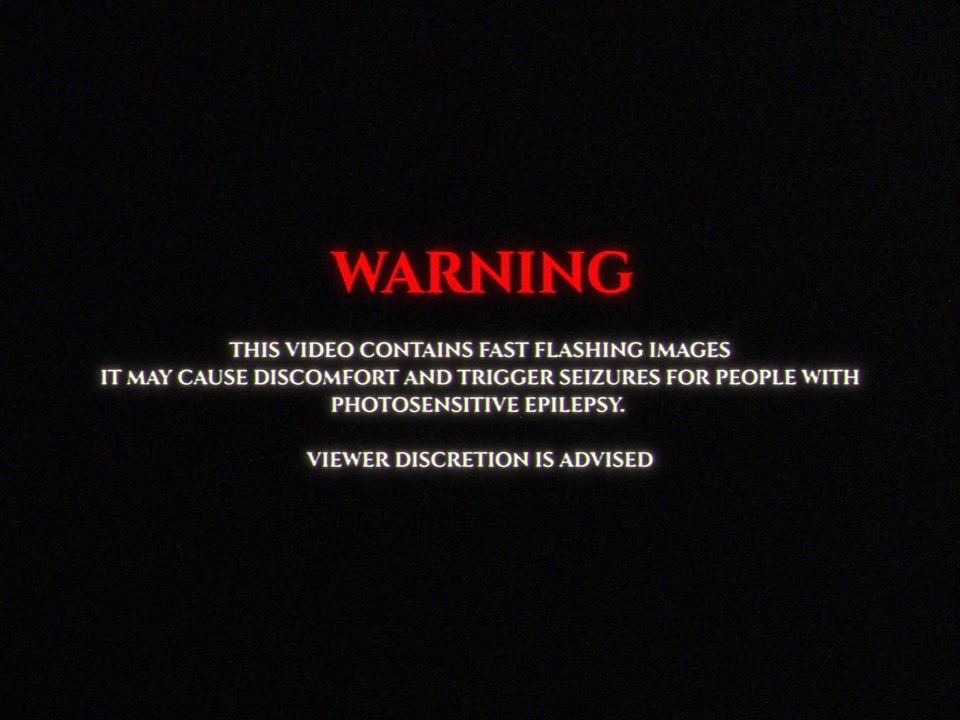 WARNING
THIS VIDEO CONTAINS FAST FLASHING IMAGES
IT MAY CAUSE DISCOMFORT AND TRIGGER SEIZURES FOR PEOPLE WITH
PHOTOSENSITIVE EPILEPSY.
VIEWER DISCRETION IS ADVISED